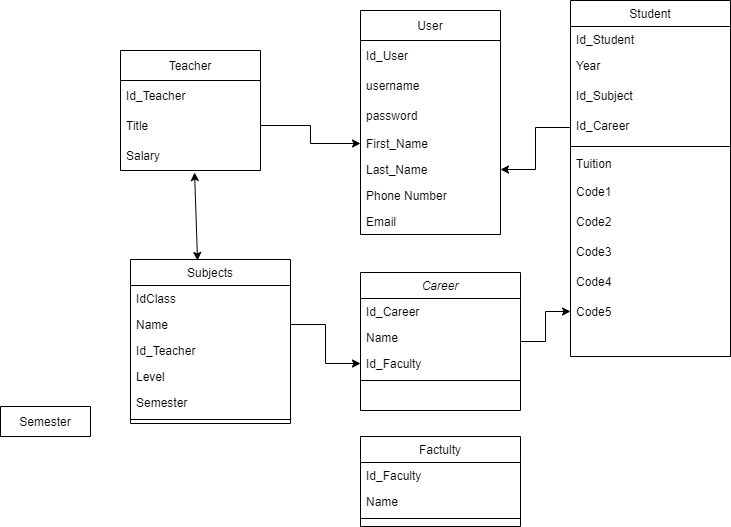 Teacher
Id_Teacher
Title
Salary
User
Id_User
username
password
First_Name
Last_Name
Phone Number
Email
Student
Id_Student
Year
Id_Subject
Id_Career
Tuition
Code1
Code2
Code3
Code4
Code5
Subjects
IdClass
Name
Id_Teacher
Level
Semester
Career
Id_Career
Name
Id_Faculty
Semester
Factulty
Id_Faculty
Name